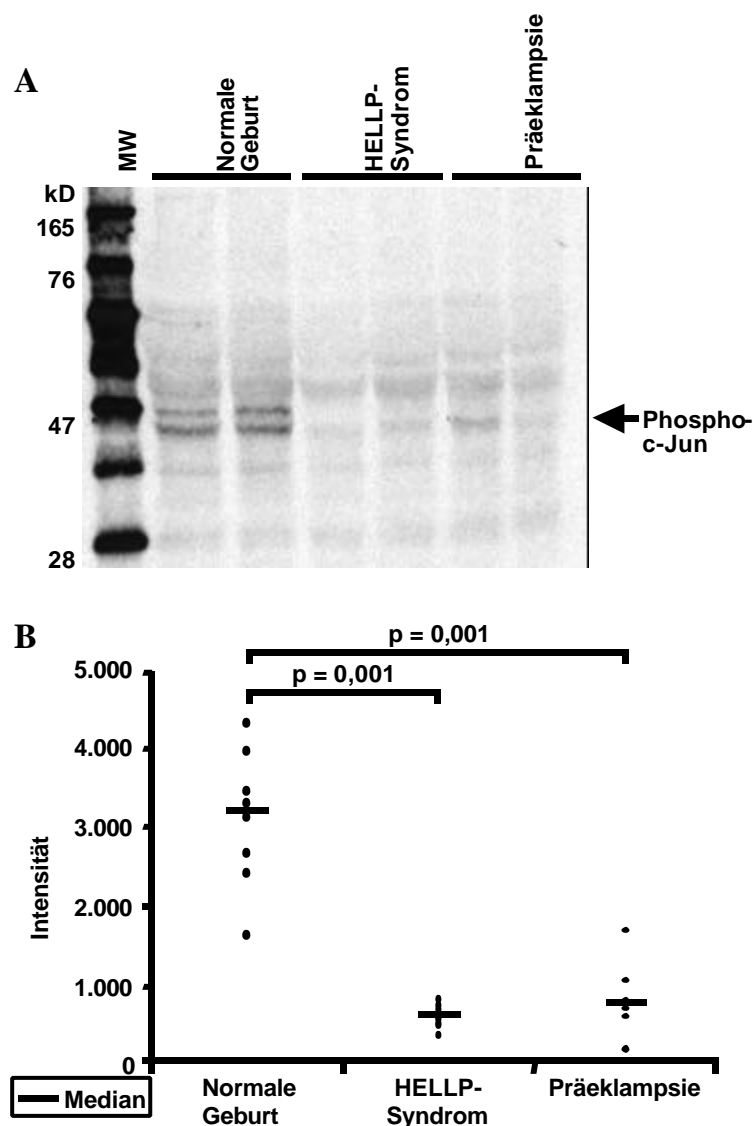 A
MW
Normale
Geburt
HELLP-
Syndrom
Präeklampsie
kD
165
76
47
28
Phospho-
c-Jun
B
p = 0,001
p = 0,001
5.000
4.000
3.000
2.000
1.000
0
Intensität
Median
Normale
Geburt
HELLP-
Syndrom
Präeklampsie